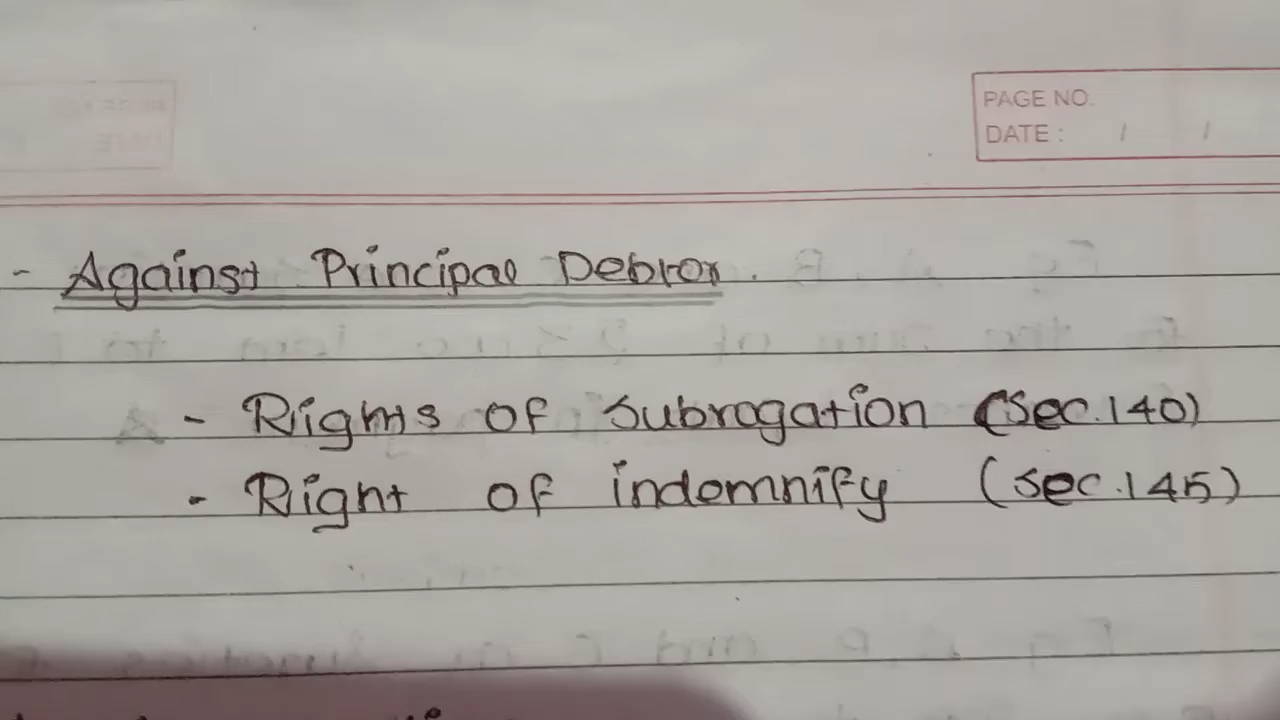 PAGE NO.
DATE : / /
- Against Principal Debtor.
- Rights of Subrogation (Sec.140)
- Right of indemnify (Sec.145)